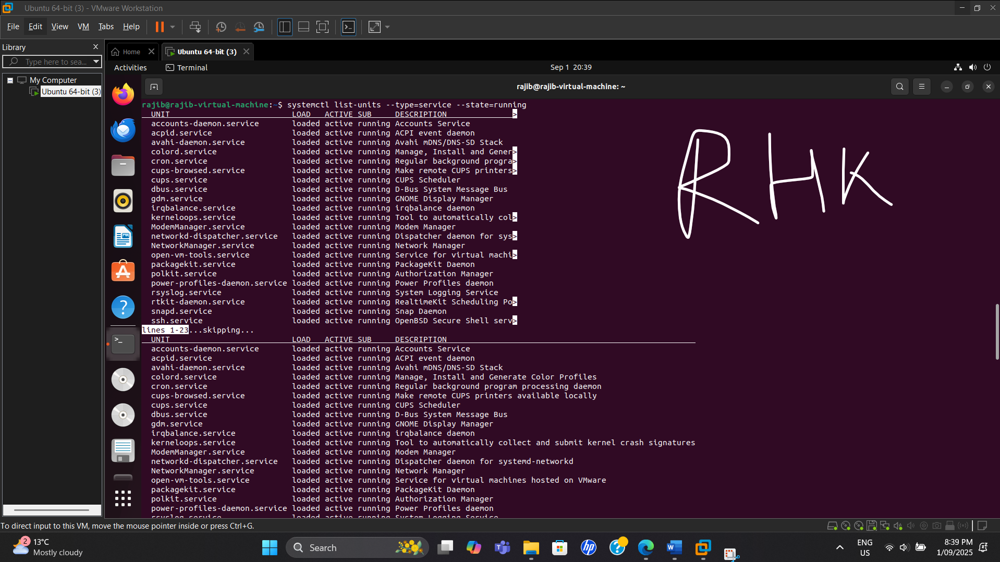 Ubuntu 64-bit (3) - VMware Workstation
File Edit View VM Tabs Help
Library
Type here to sea...
My Computer
Ubuntu 64-bit (3)
Home
Ubuntu 64-bit (3)
Activities Terminal Sep 1 20:39
rajib@rajib-virtual-machine: ~
rajib@rajib-virtual-machine:~$ systemctl list-units --type=service --state=running
UNIT LOAD ACTIVE SUB DESCRIPTION >
accounts-daemon.service loaded active running Accounts Service
acpid.service loaded active running ACPI event daemon
avahi-daemon.service loaded active running Avahi mDNS/DNS-SD Stack
colord.service loaded active running Manage, Install and Gener>
cron.service loaded active running Regular background progra>
cups-browsed.service loaded active running Make remote CUPS printers>
cups.service loaded active running CUPS Scheduler
dbus.service loaded active running D-Bus System Message Bus
gdm.service loaded active running GNOME Display Manager
irqbalance.service loaded active running irqbalance daemon
kerneloops.service loaded active running Tool to automatically col>
ModemManager.service loaded active running Modem Manager
networkd-dispatcher.service loaded active running Dispatcher daemon for sys>
NetworkManager.service loaded active running Network Manager
open-vm-tools.service loaded active running Service for virtual machi>
packagekit.service loaded active running PackageKit Daemon
polkit.service loaded active running Authorization Manager
power-profiles-daemon.service loaded active running Power Profiles daemon
rsyslog.service loaded active running System Logging Service
rtkit-daemon.service loaded active running RealtimeKit Scheduling Po>
snapd.service loaded active running Snap Daemon
ssh.service loaded active running OpenBSD Secure Shell serv>
lines 1-23...skipping...
UNIT LOAD ACTIVE SUB DESCRIPTION
accounts-daemon.service loaded active running Accounts Service
acpid.service loaded active running ACPI event daemon
avahi-daemon.service loaded active running Avahi mDNS/DNS-SD Stack
colord.service loaded active running Manage, Install and Generate Color Profiles
cron.service loaded active running Regular background program processing daemon
cups-browsed.service loaded active running Make remote CUPS printers available locally
cups.service loaded active running CUPS Scheduler
dbus.service loaded active running D-Bus System Message Bus
gdm.service loaded active running GNOME Display Manager
irqbalance.service loaded active running irqbalance daemon
kerneloops.service loaded active running Tool to automatically collect and submit kernel crash signatures
ModemManager.service loaded active running Modem Manager
networkd-dispatcher.service loaded active running Dispatcher daemon for systemd-networkd
NetworkManager.service loaded active running Network Manager
open-vm-tools.service loaded active running Service for virtual machines hosted on VMware
packagekit.service loaded active running PackageKit Daemon
polkit.service loaded active running Authorization Manager
power-profiles-daemon.service loaded active running Power Profiles daemon
rsyslog.service loaded active running System Logging Service
RHK
To direct input to this VM, move the mouse pointer inside or press Ctrl+G.
2
13°C
Mostly cloudy
Search
ENG
US
8:39 PM
1/09/2025